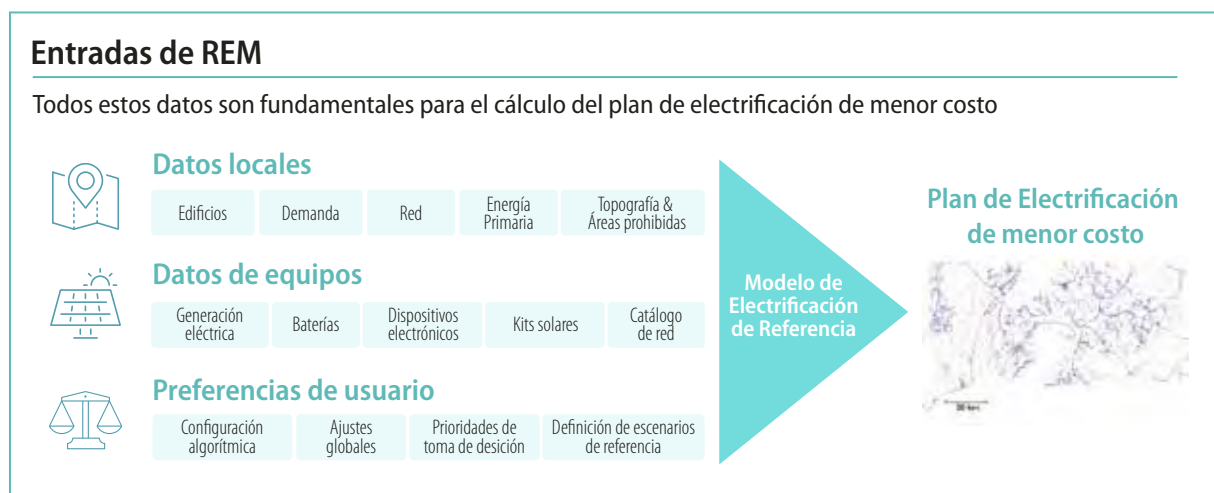 Entradas de REM
Todos estos datos son fundamentales para el cálculo del plan de electrificación de menor costo
Datos locales
Edificios
Demanda
Red
Energía
Primaria
Topografía &
Áreas prohibidas
Datos de equipos
Generación
eléctrica
Baterías
Dispositivos
electrónicos
Kits solares
Catálogo
de red
Preferencias de usuario
Configuración
algorítmica
Ajustes
globales
Prioridades de
toma de desición
Definición de escenarios
de referencia
Modelo de
Electrificación
de Referencia
Plan de Electrificación
de menor costo